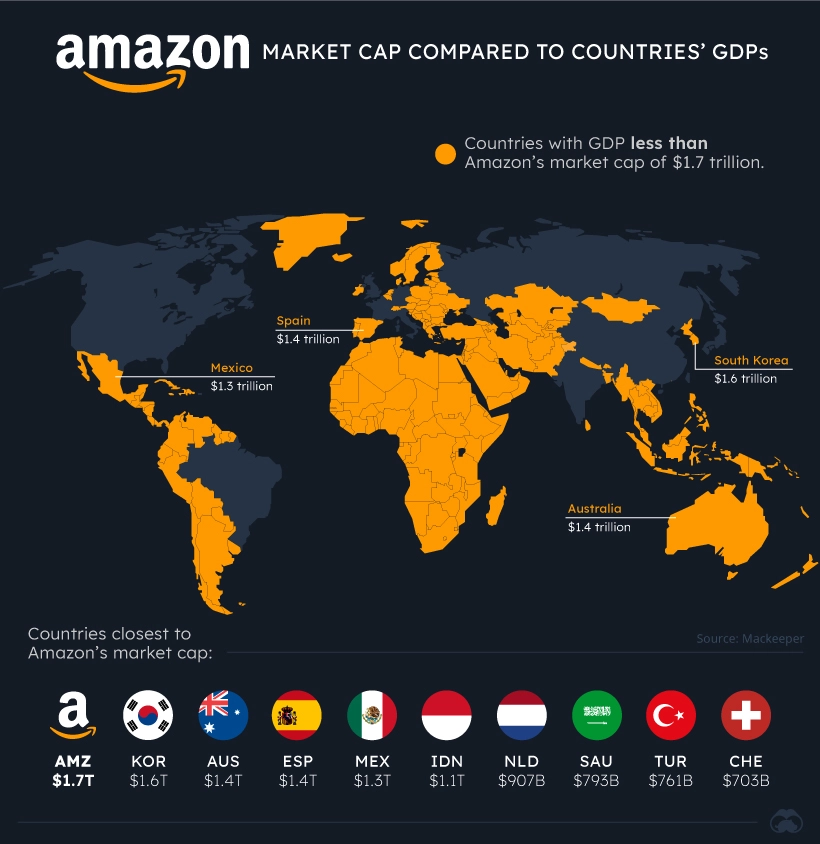 amazon MARKET CAP COMPARED TO COUNTRIES’ GDPs
Countries with GDP less than
Amazon’s market cap of $1.7 trillion.
Spain
$1.4 trillion
Mexico
$1.3 trillion
South Korea
$1.6 trillion
Australia
$1.4 trillion
Countries closest to
Amazon’s market cap:
Source: Mackeeper
a
AMZ KOR AUS ESP MEX IDN NLD SAU TUR CHE
$1.7T $1.6T $1.4T $1.4T $1.3T $1.1T $907B $793B $761B $703B